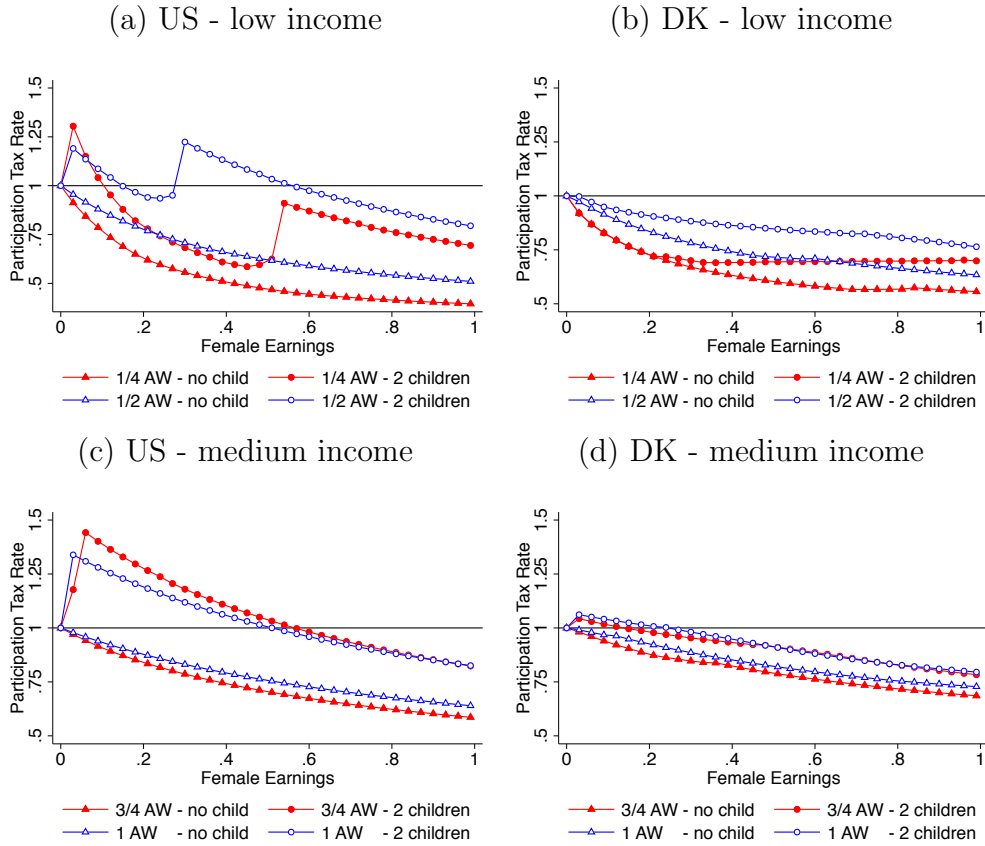 (a) US - low income
(b) DK - low income
Participation Tax Rate
1.5
1.25
1
.75
.5
0 .2 .4 .6 .8 1
Female Earnings
1/4 AW - no child 1/4 AW - 2 children
1/2 AW - no child 1/2 AW - 2 children
Participation Tax Rate
1.5
1.25
1
.75
.5
0 .2 .4 .6 .8 1
Female Earnings
1/4 AW - no child 1/4 AW - 2 children
1/2 AW - no child 1/2 AW - 2 children
(c) US - medium income
(d) DK - medium income
Participation Tax Rate
1.5
1.25
1
.75
.5
0 .2 .4 .6 .8 1
Female Earnings
3/4 AW - no child 3/4 AW - 2 children
1 AW - no child 1 AW - 2 children
Participation Tax Rate
1.5
1.25
1
.75
.5
0 .2 .4 .6 .8 1
Female Earnings
3/4 AW - no child 3/4 AW - 2 children
1 AW - no child 1 AW - 2 children